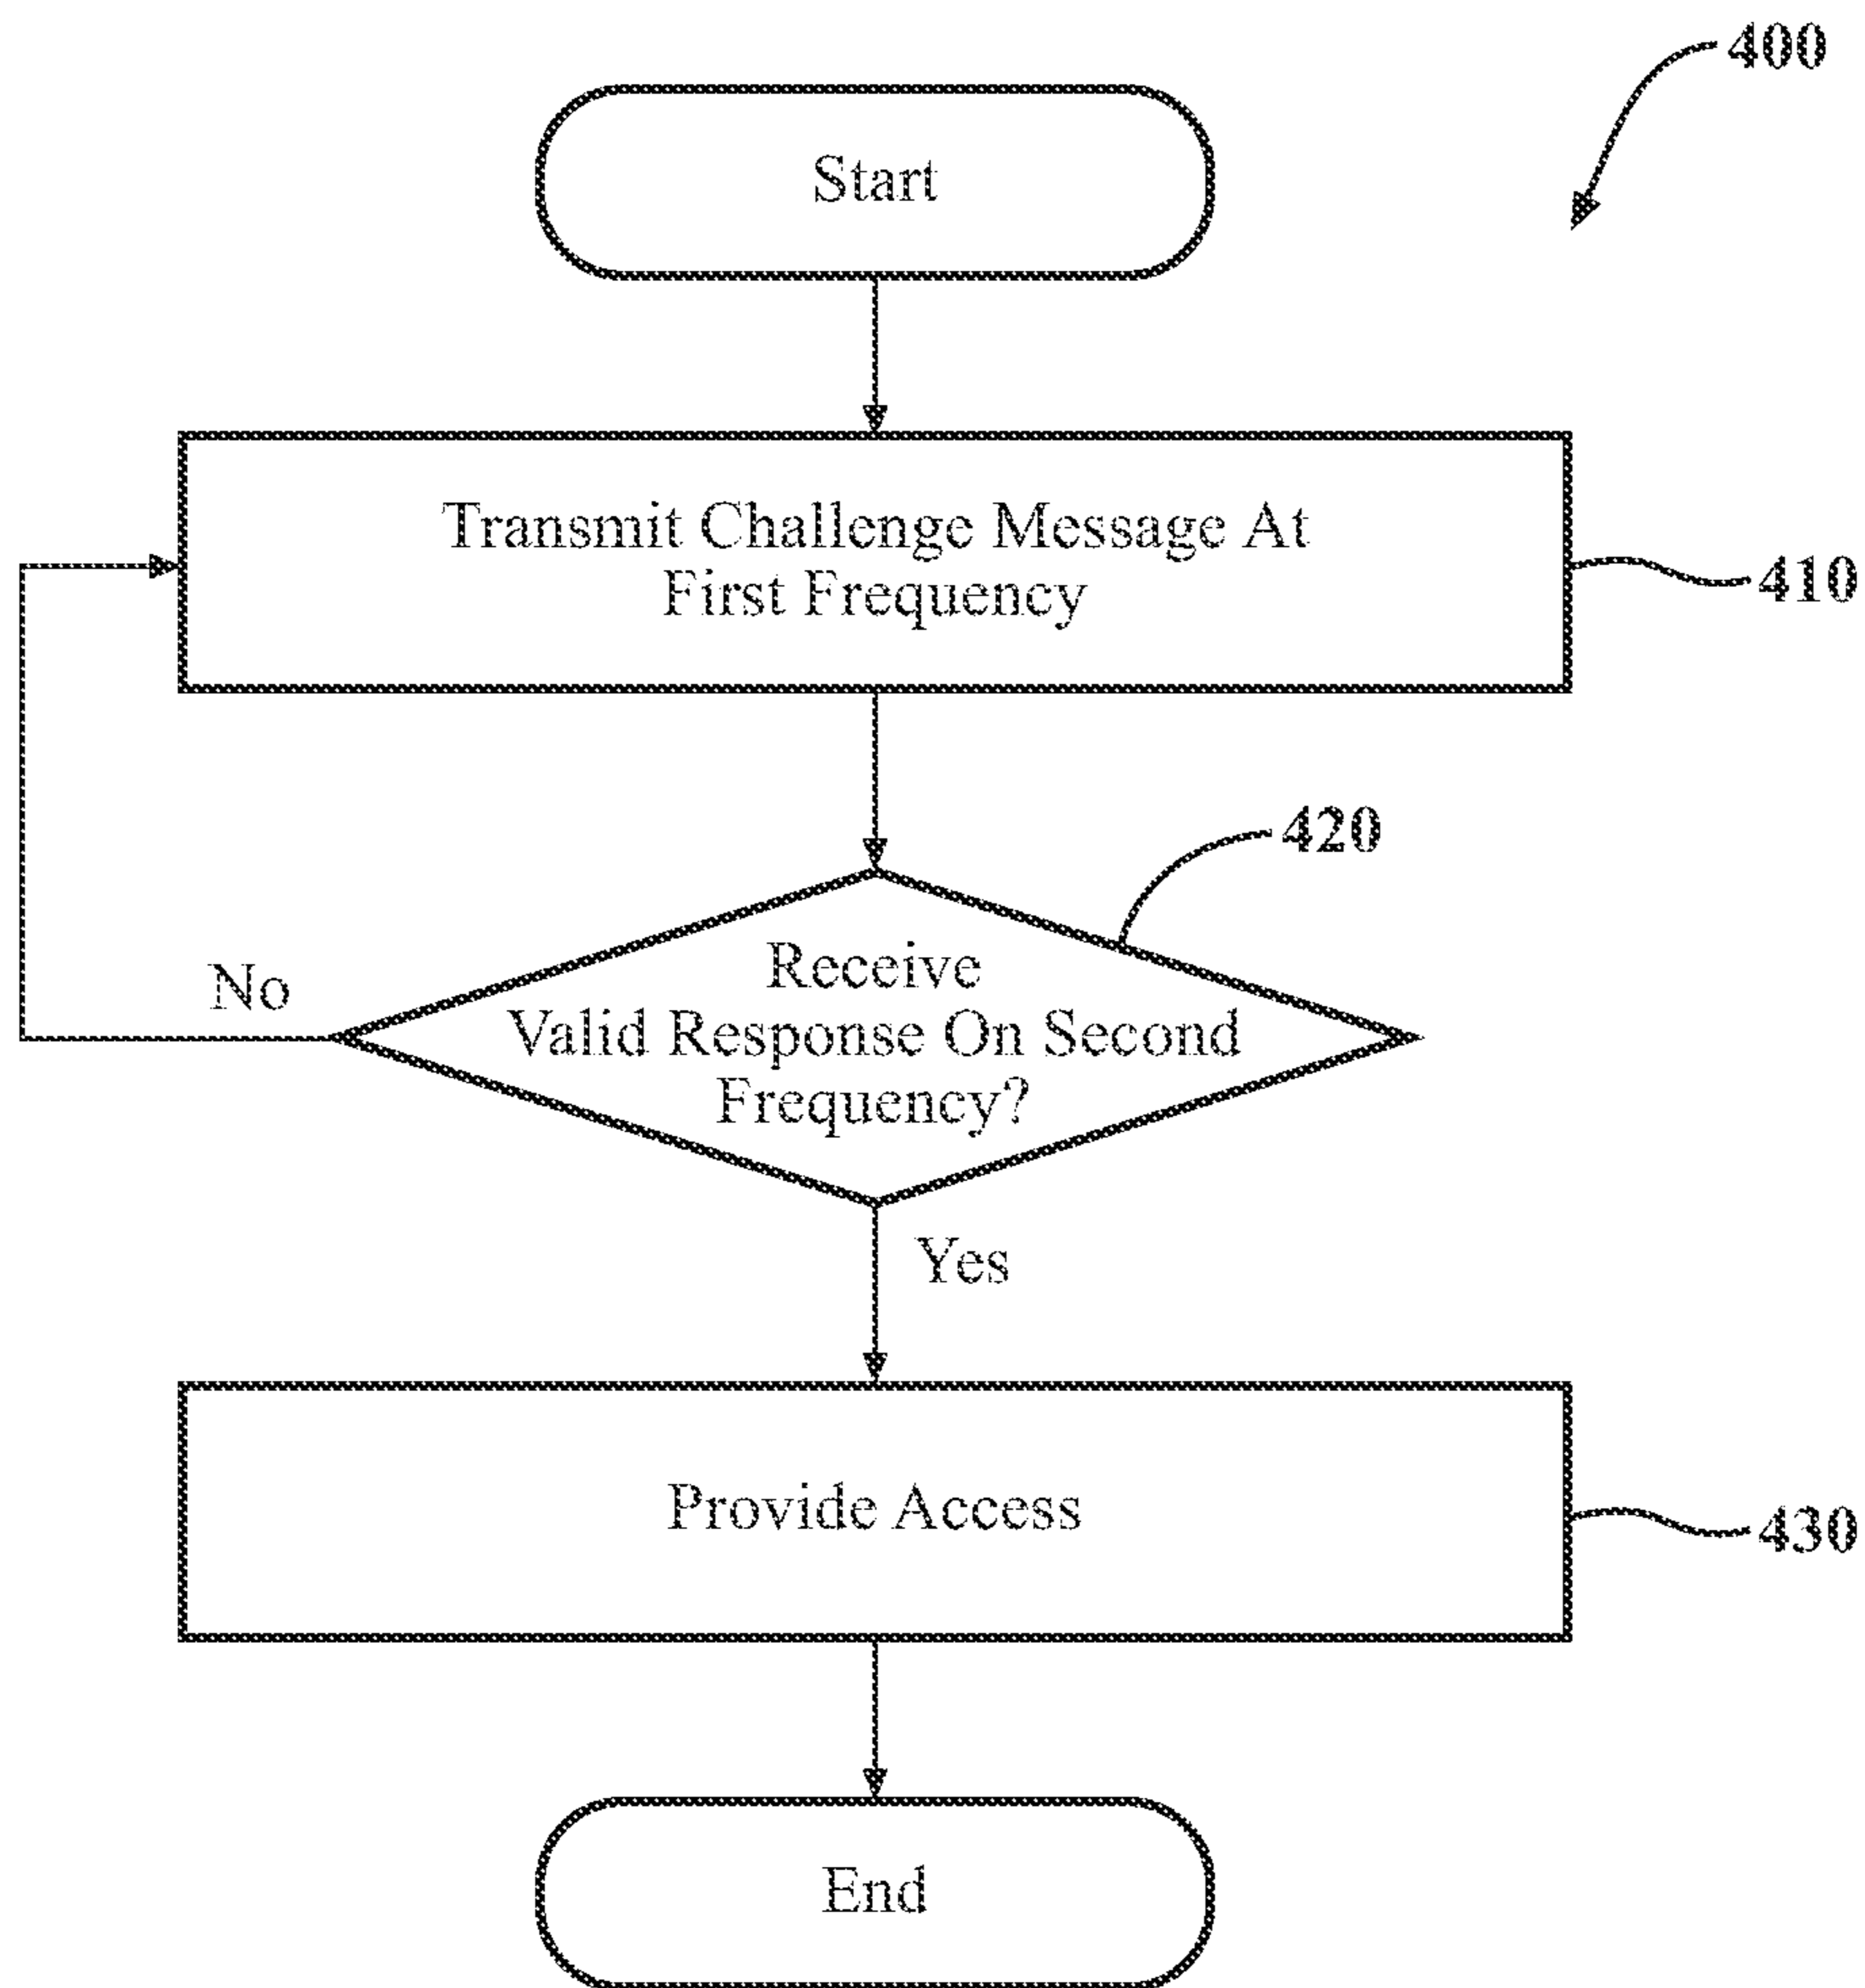 400
Start
Transmit Challenge Message At
First Frequency
410
420
Receive
Valid Response On Second
Frequency?
No
Yes
Provide Access
430
End